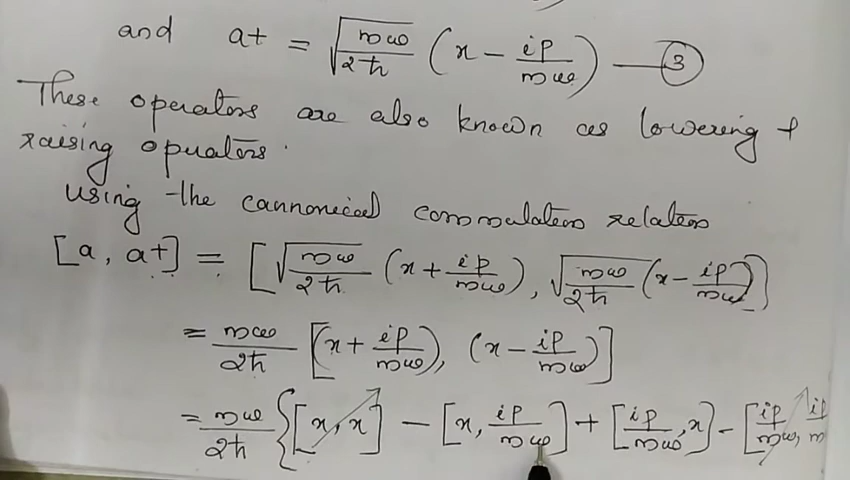 and a+ = √(mω/2ħ) (x − ip/mω) — ③
These operators are also known as lowering +
raising operators.
using the cannonical commutation relation
[a, a+] = [√(mω/2ħ) (x + ip/mω), √(mω/2ħ) (x − ip/mω)]
= mω/2ħ [(x + ip/mω), (x − ip/mω)]
= mω/2ħ {[x, x] − [x, ip/mω] + [ip/mω, x] − [ip/mω, ip/m